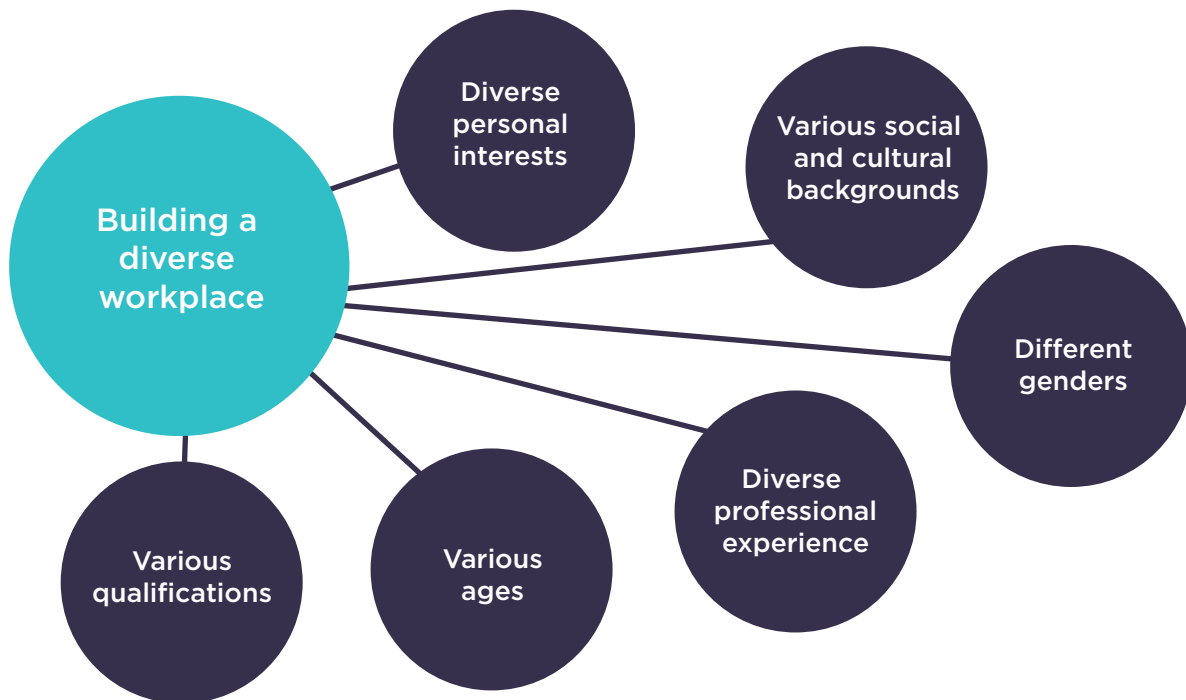 Building a
diverse
workplace
Diverse
personal
interests
Various social
and cultural
backgrounds
Different
genders
Diverse
professional
experience
Various
ages
Various
qualifications